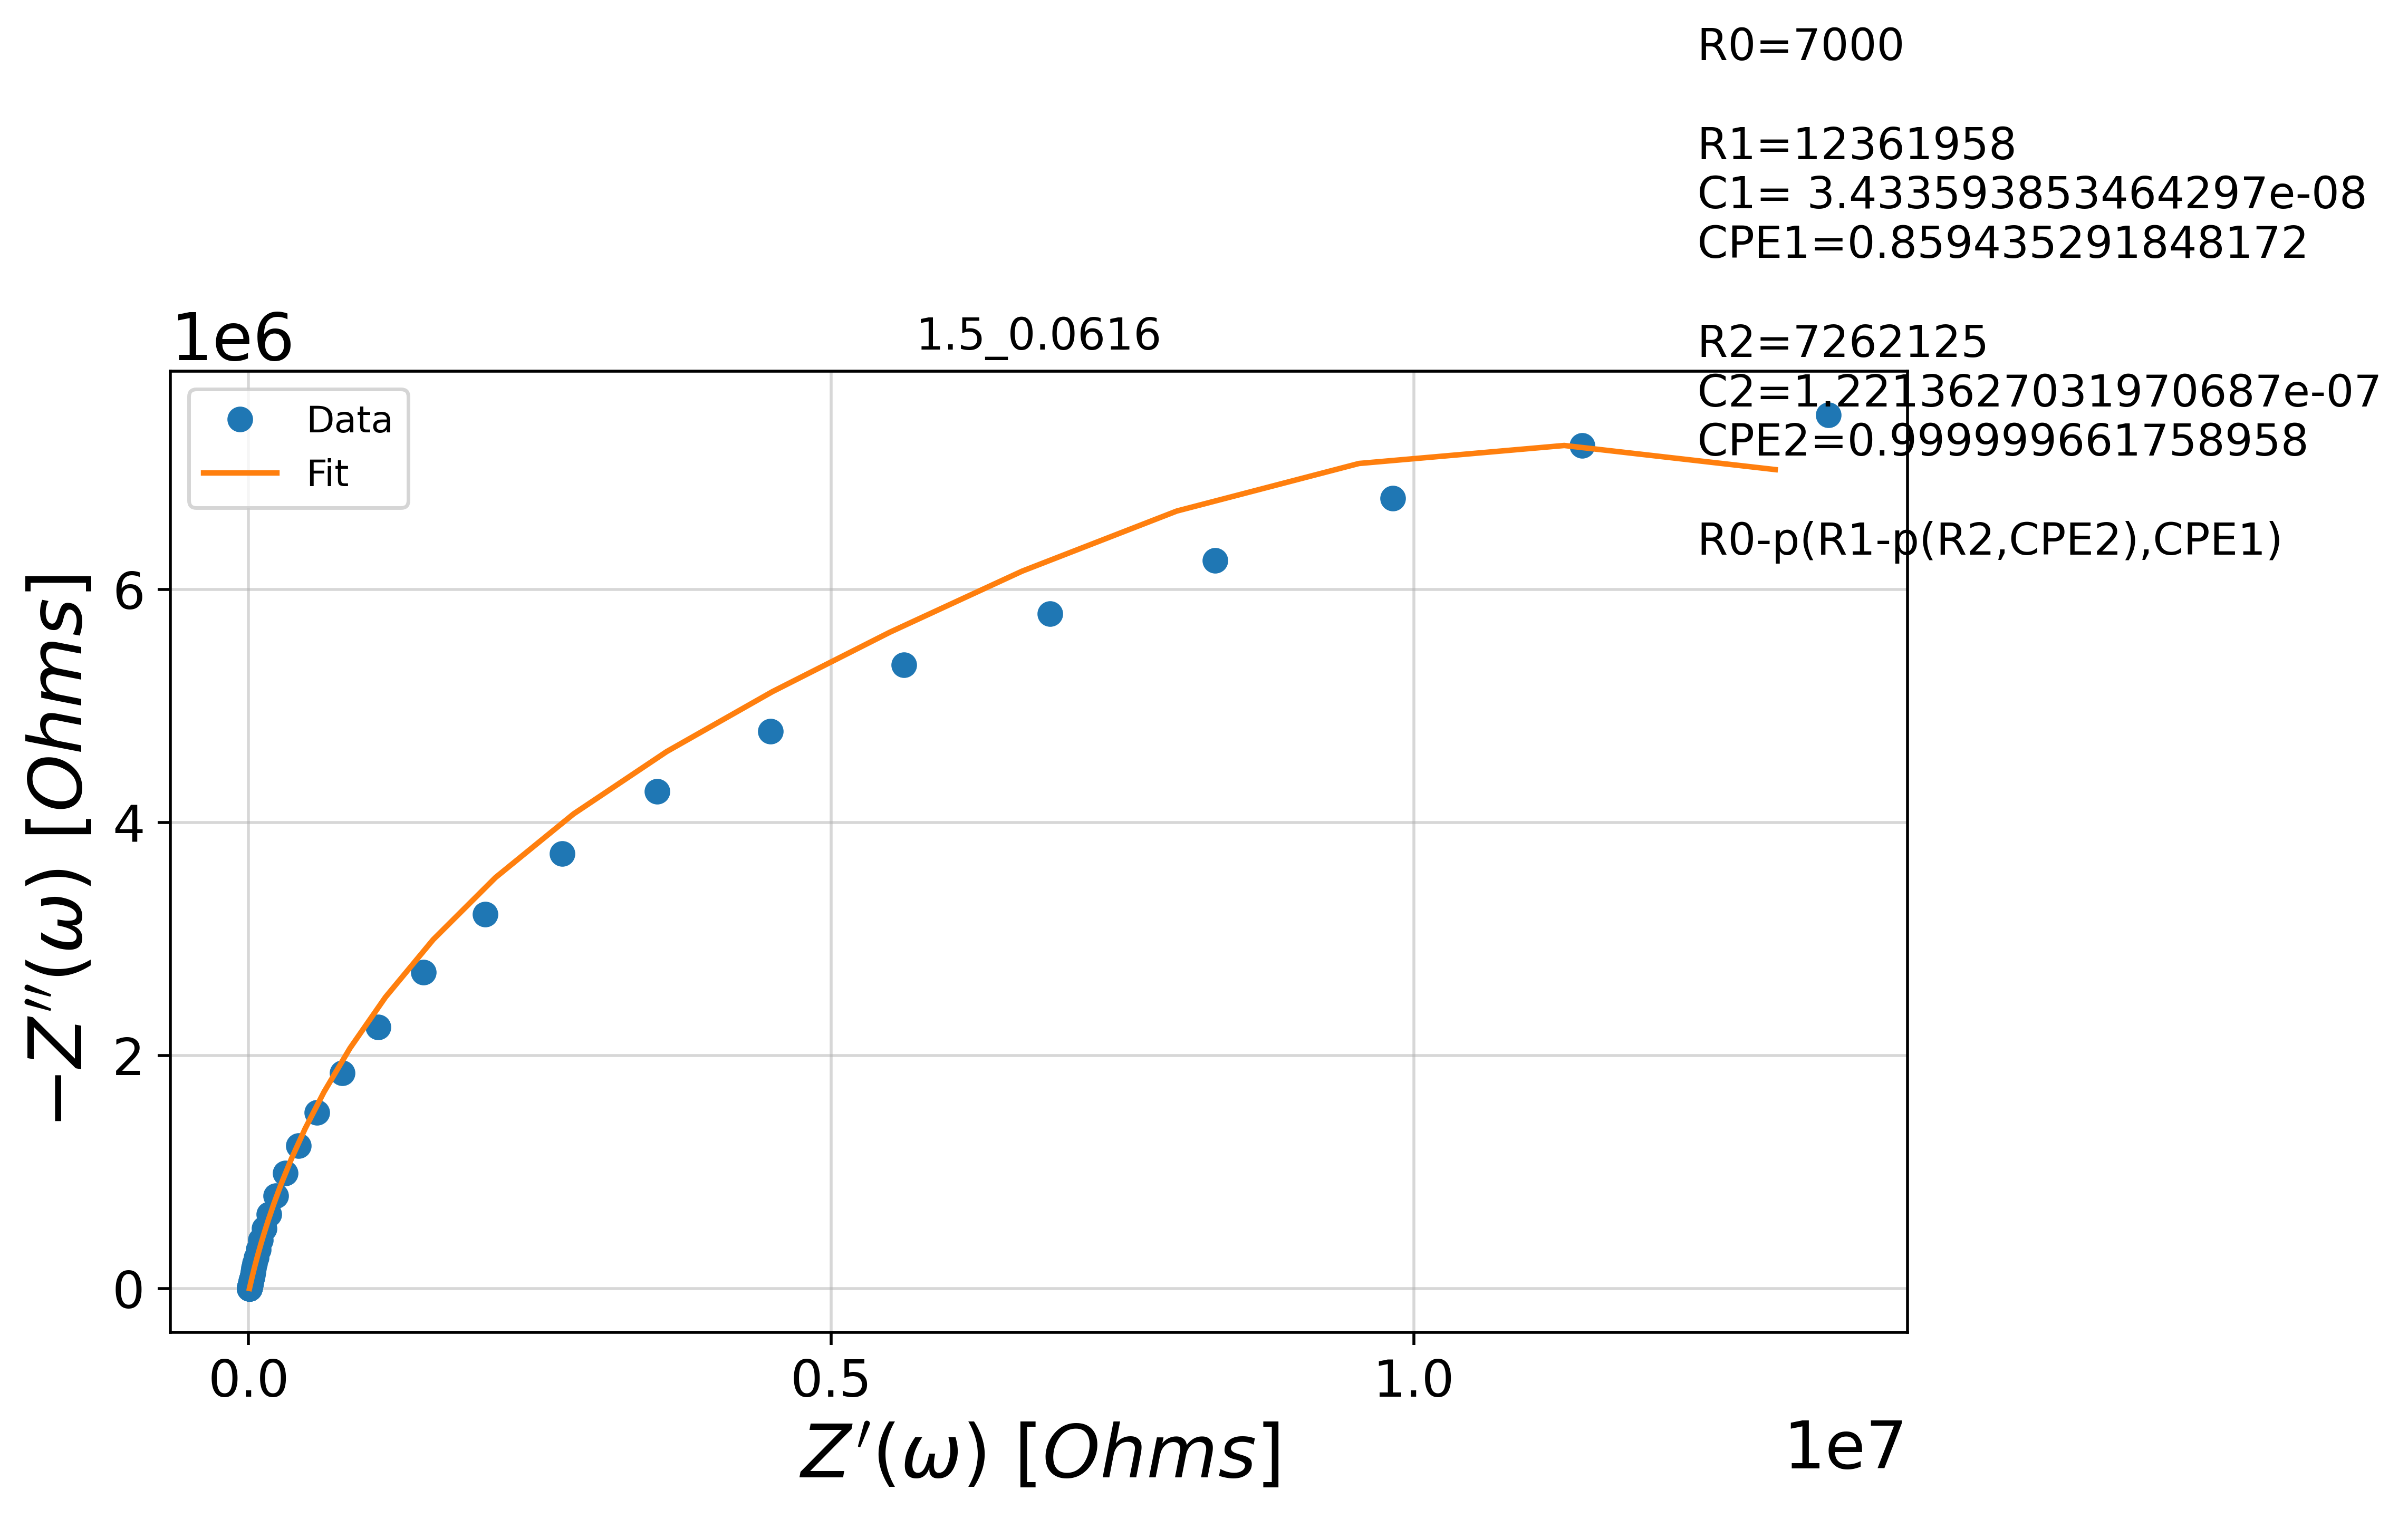 R0=7000
R1=12361958
C1= 3.433593853464297e-08
CPE1=0.859435291848172
R2=7262125
C2=1.2213627031970687e-07
CPE2=0.9999999661758958
R0-p(R1-p(R2,CPE2),CPE1)
1e6
1.5_0.0616
Data
Fit
6
4
2
0
−Z′′(ω) [Ohms]
0.0 0.5 1.0
Z′(ω) [Ohms]
1e7